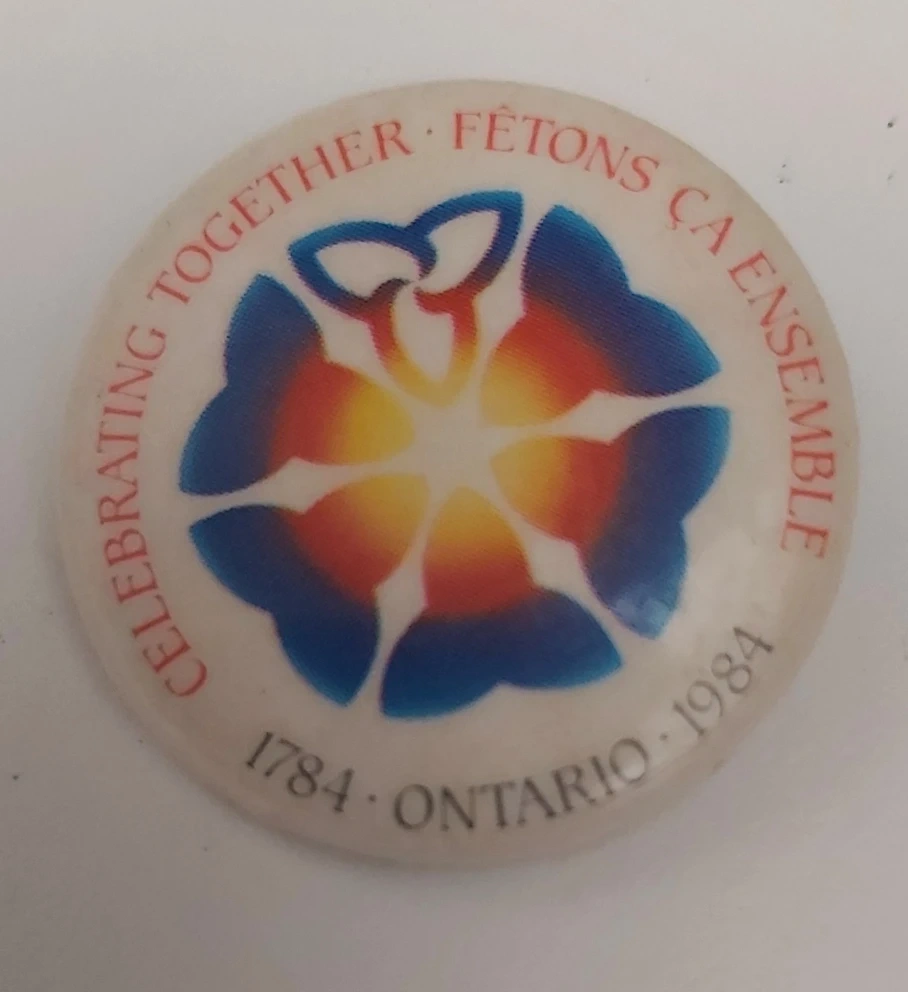 CELEBRATING TOGETHER · FÊTONS ÇA ENSEMBLE
1784 · ONTARIO · 1984